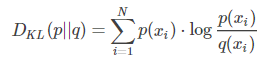 D_{KL}(p||q) = \sum_{i=1}^{N} p(x_i) \cdot \log \frac{p(x_i)}{q(x_i)}